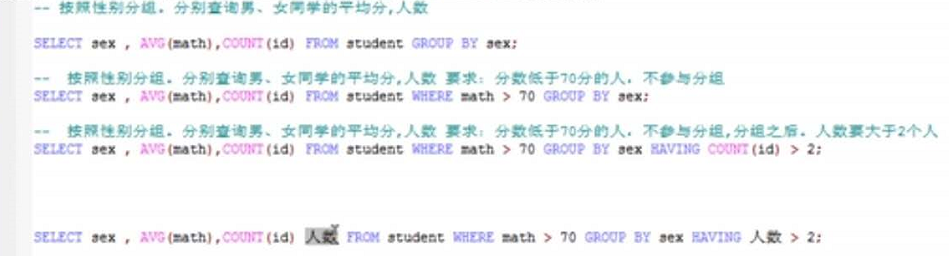 -- 按照性别分组。分别查询男、女同学的平均分,人数
SELECT sex , AVG(math),COUNT(id) FROM student GROUP BY sex;
-- 按照性别分组。分别查询男、女同学的平均分,人数 要求：分数低于70分的人，不参与分组
SELECT sex , AVG(math),COUNT(id) FROM student WHERE math > 70 GROUP BY sex;
-- 按照性别分组。分别查询男、女同学的平均分,人数 要求：分数低于70分的人，不参与分组,分组之后。人数要大于2个人
SELECT sex , AVG(math),COUNT(id) FROM student WHERE math > 70 GROUP BY sex HAVING COUNT(id) > 2;
SELECT sex , AVG(math),COUNT(id) 人数 FROM student WHERE math > 70 GROUP BY sex HAVING 人数 > 2;